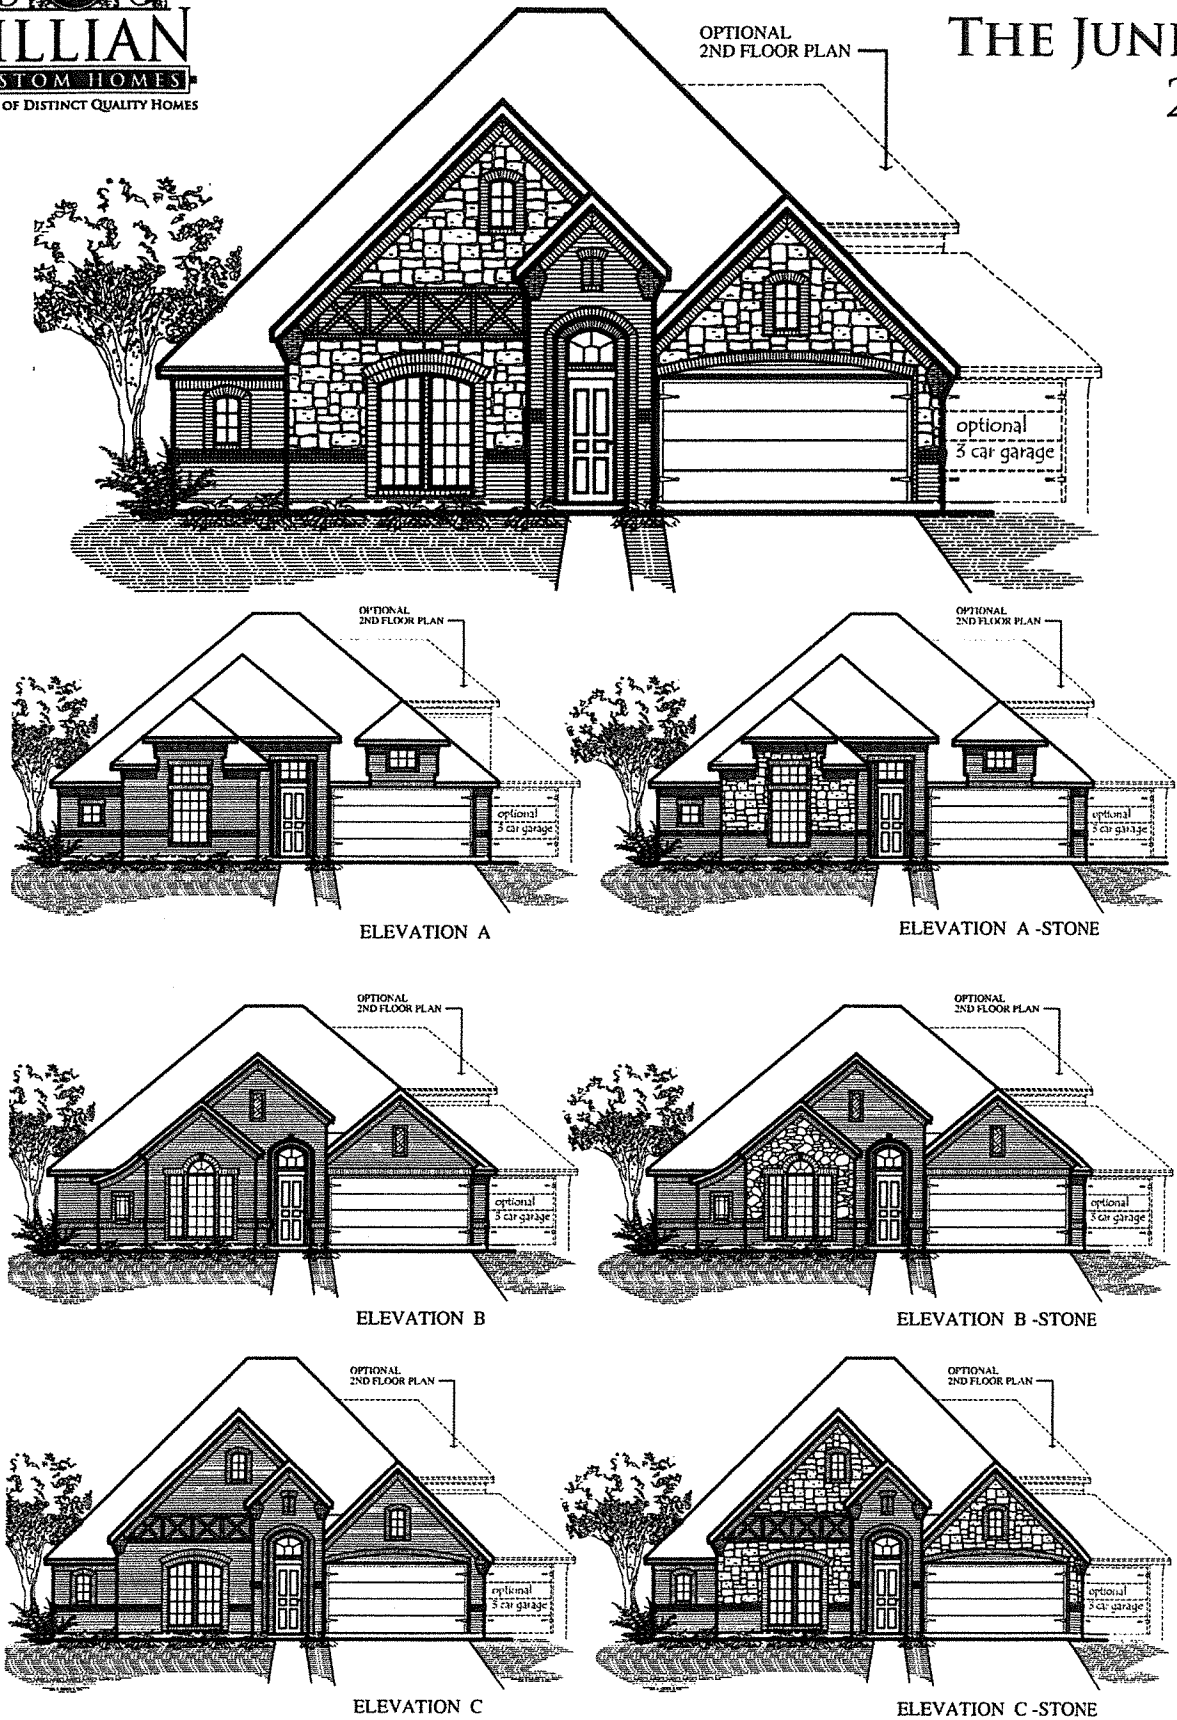 ILLIAN
STOM HOMES
OF DISTINCT QUALITY HOMES
OPTIONAL
2ND FLOOR PLAN
THE JUN
2
optional
3 car garage
OPTIONAL
2ND FLOOR PLAN
optional
3 car garage
ELEVATION A
OPTIONAL
2ND FLOOR PLAN
optional
3 car garage
ELEVATION A -STONE
OPTIONAL
2ND FLOOR PLAN
optional
3 car garage
ELEVATION B
OPTIONAL
2ND FLOOR PLAN
optional
3 car garage
ELEVATION B -STONE
OPTIONAL
2ND FLOOR PLAN
optional
3 car garage
ELEVATION C
OPTIONAL
2ND FLOOR PLAN
optional
3 car garage
ELEVATION C -STONE